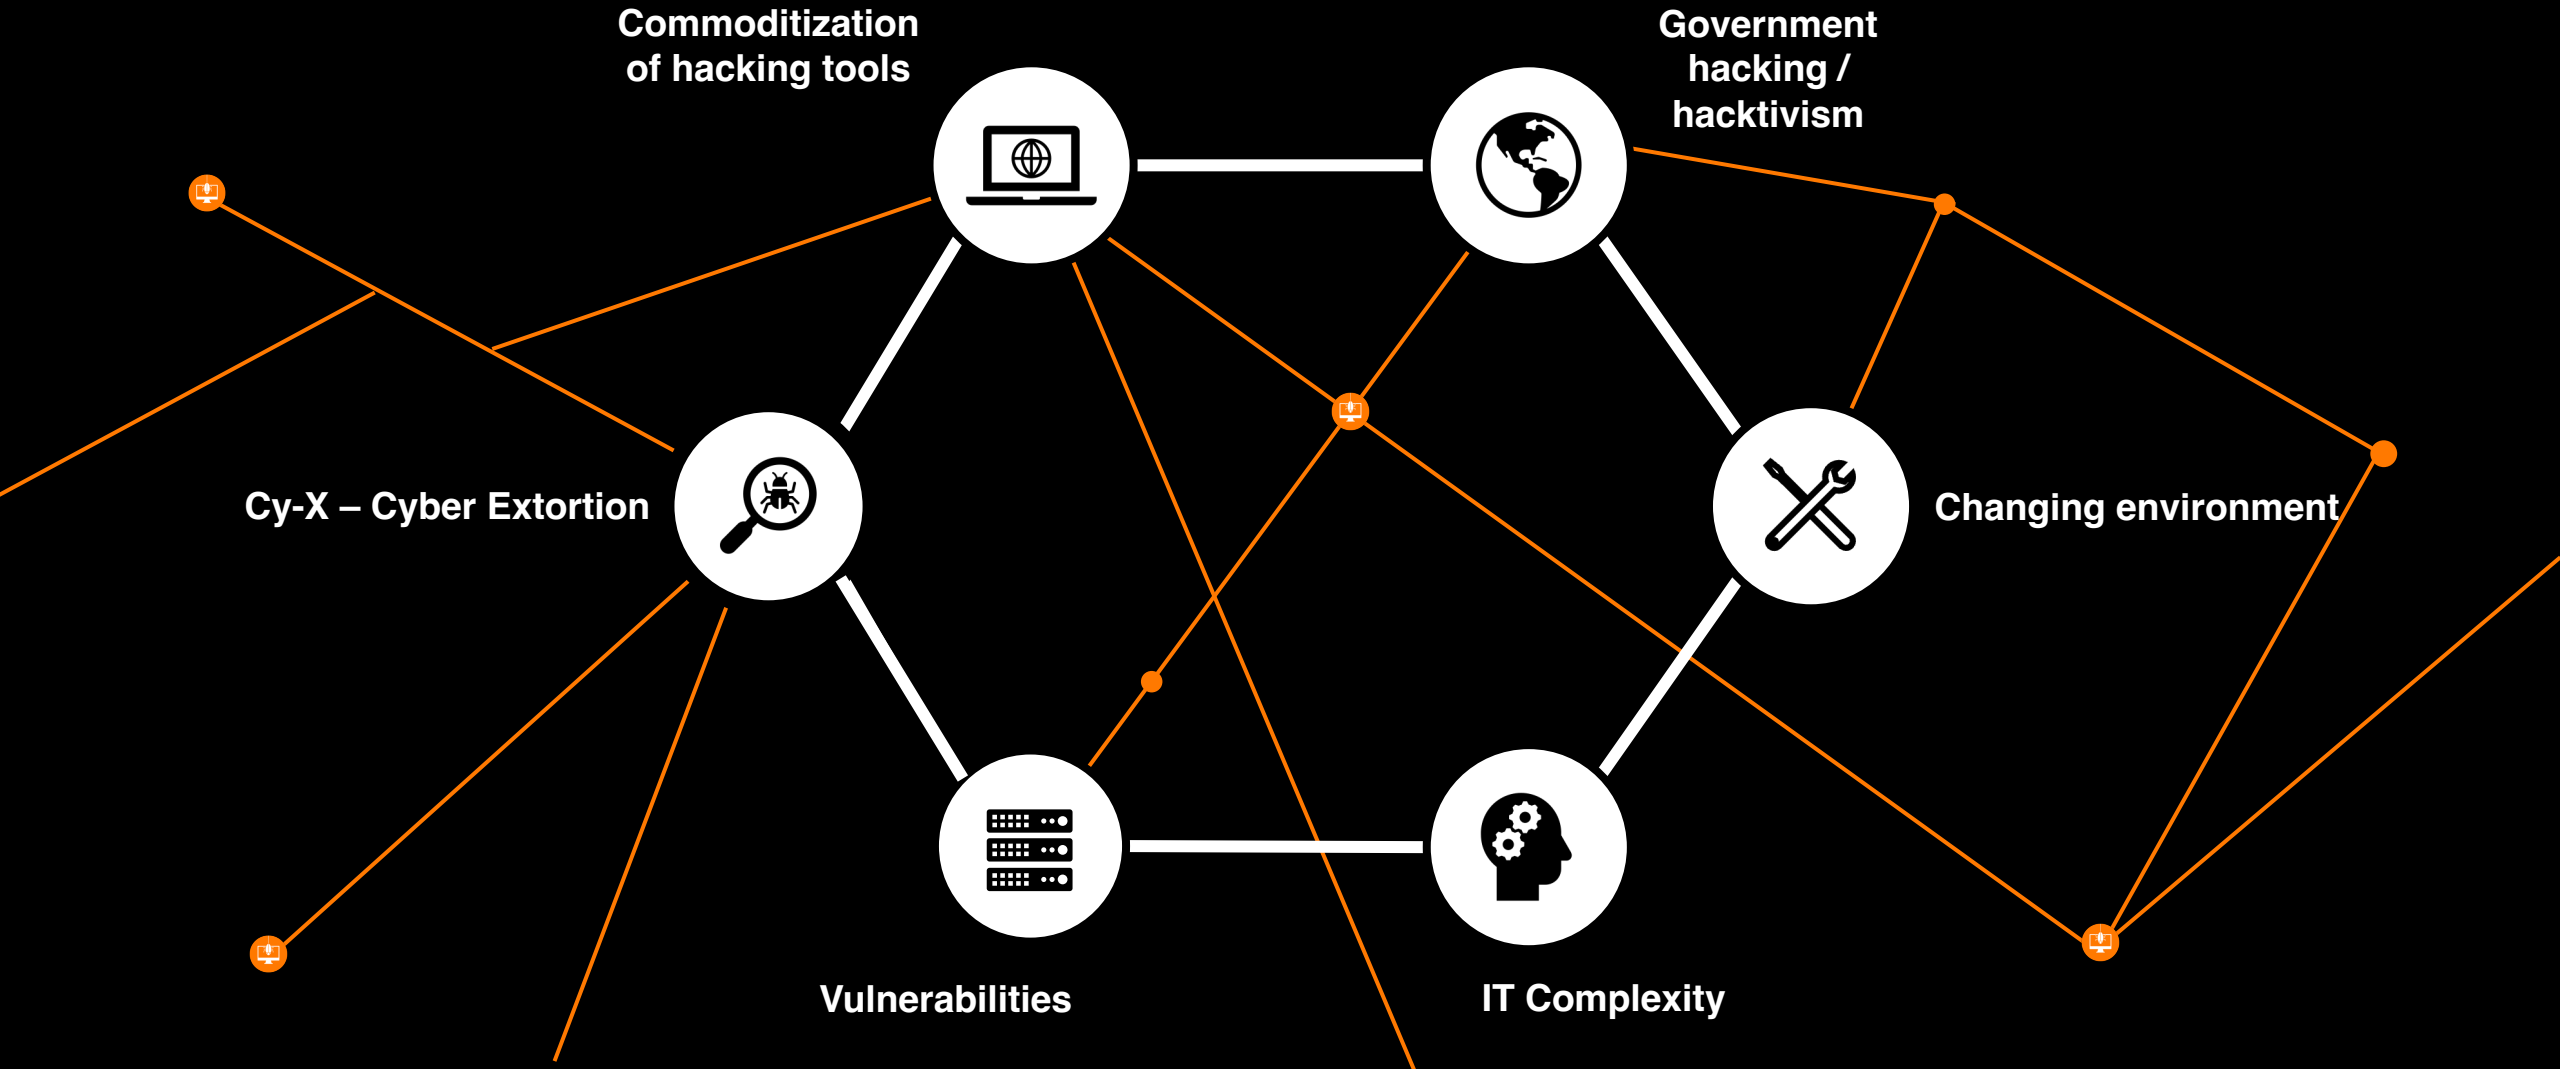 Commoditization
of hacking tools
Government
hacking /
hacktivism
Cy-X – Cyber Extortion
Changing environment
Vulnerabilities
IT Complexity